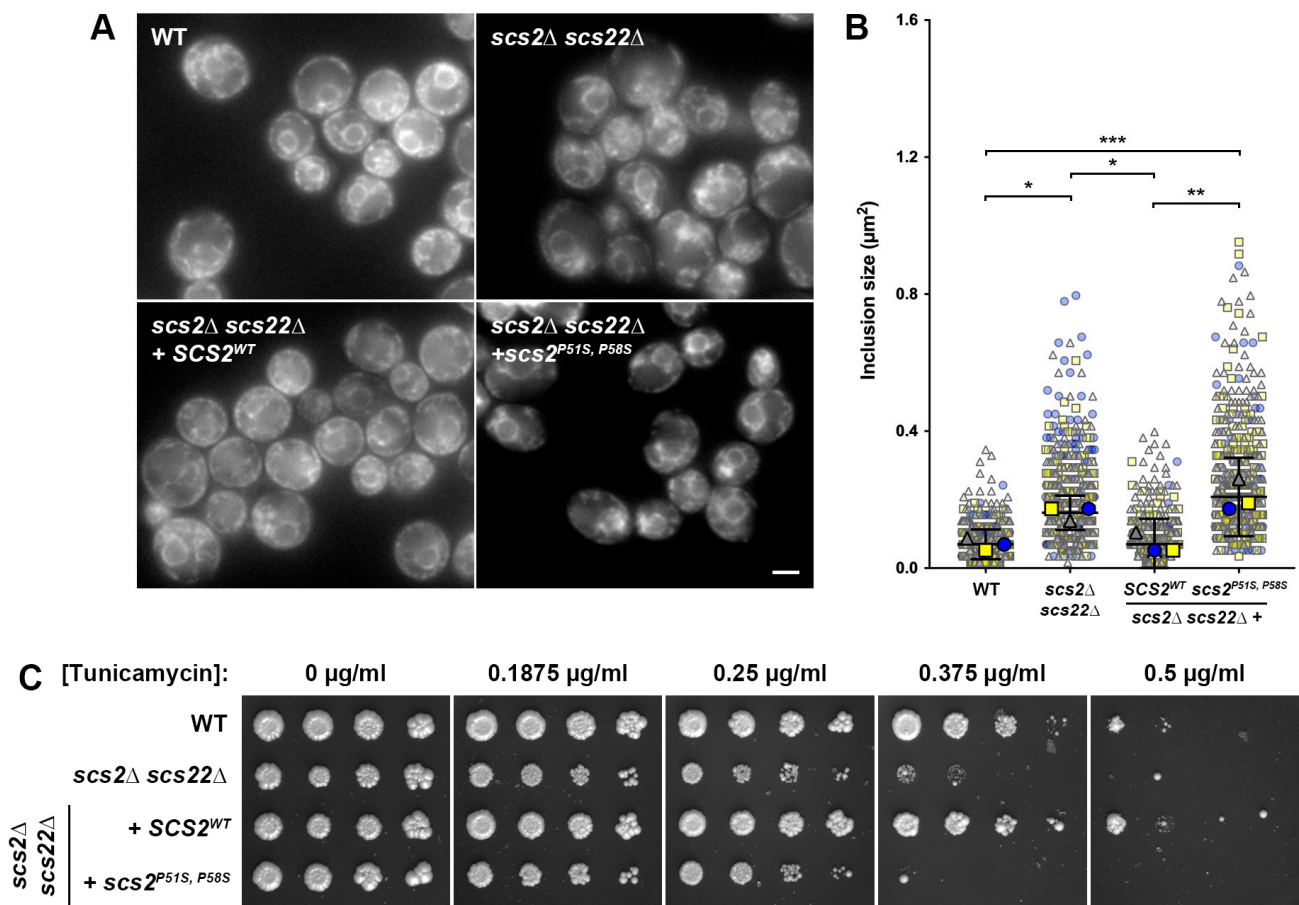 A
WT
scs2Δ scs22Δ
scs2Δ scs22Δ
+ SCS2WT
scs2Δ scs22Δ
+scs2P51S, P58S
B
Inclusion size (µm2)
1.6
1.2
0.8
0.4
0.0
***
*
*
**
WT
scs2Δ
scs22Δ
SCS2WT
scs2P51S, P58S
scs2Δ scs22Δ +
C
[Tunicamycin]:
0 µg/ml
0.1875 µg/ml
0.25 µg/ml
0.375 µg/ml
0.5 µg/ml
WT
scs2Δ scs22Δ
scs2Δ
scs22Δ
+ SCS2WT
+ scs2P51S, P58S